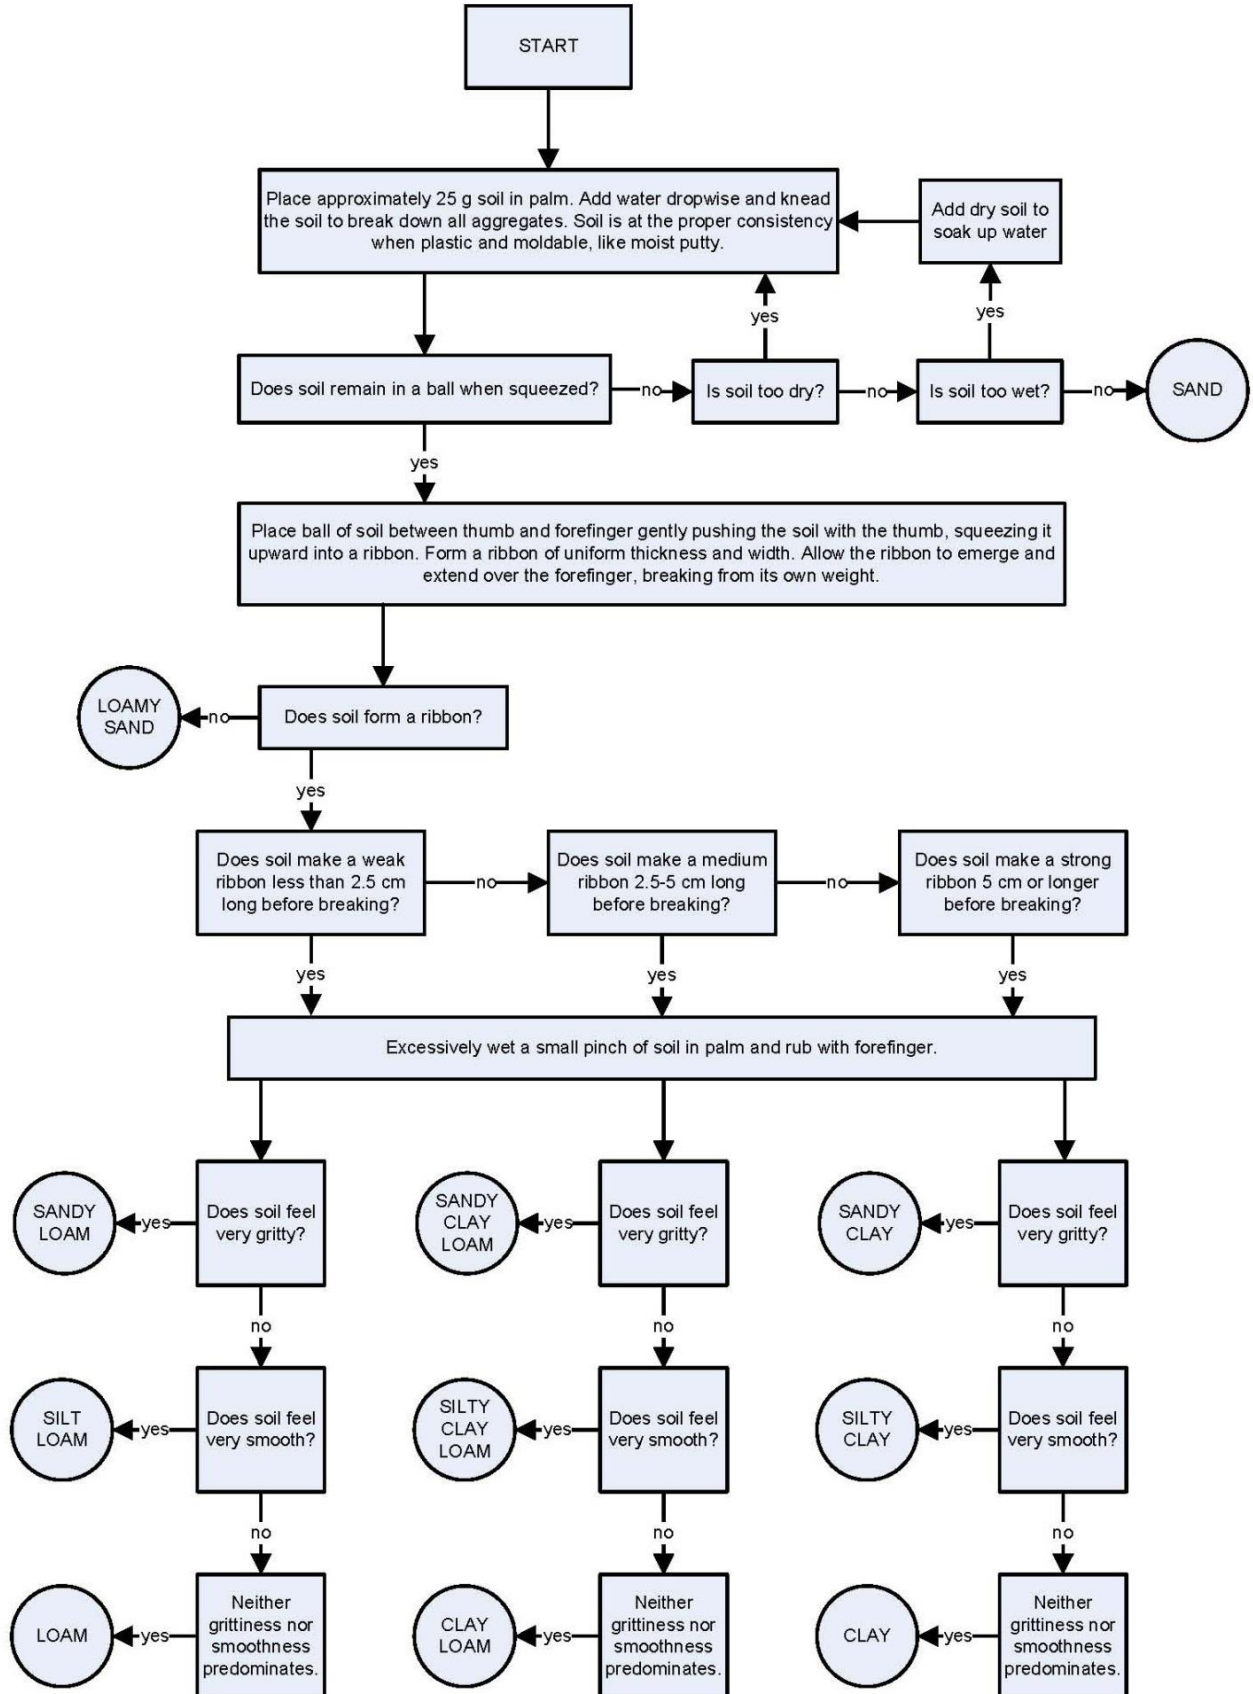 START
Place approximately 25 g soil in palm. Add water dropwise and knead
the soil to break down all aggregates. Soil is at the proper consistency
when plastic and moldable, like moist putty.
Add dry soil to
soak up water
yes
yes
Does soil remain in a ball when squeezed?
no
Is soil too dry?
no
Is soil too wet?
no
SAND
yes
Place ball of soil between thumb and forefinger gently pushing the soil with the thumb, squeezing it
upward into a ribbon. Form a ribbon of uniform thickness and width. Allow the ribbon to emerge and
extend over the forefinger, breaking from its own weight.
LOAMY
SAND
no
Does soil form a ribbon?
yes
Does soil make a weak
ribbon less than 2.5 cm
long before breaking?
no
Does soil make a medium
ribbon 2.5-5 cm long
before breaking?
no
Does soil make a strong
ribbon 5 cm or longer
before breaking?
yes
yes
yes
Excessively wet a small pinch of soil in palm and rub with forefinger.
SANDY
LOAM
yes
Does soil feel
very gritty?
SANDY
CLAY
LOAM
yes
Does soil feel
very gritty?
SANDY
CLAY
yes
Does soil feel
very gritty?
no
no
no
SILT
LOAM
yes
Does soil feel
very smooth?
SILTY
CLAY
LOAM
yes
Does soil feel
very smooth?
SILTY
CLAY
yes
Does soil feel
very smooth?
no
no
no
LOAM
yes
Neither
grittiness nor
smoothness
predominates.
CLAY
LOAM
yes
Neither
grittiness nor
smoothness
predominates.
CLAY
yes
Neither
grittiness nor
smoothness
predominates.